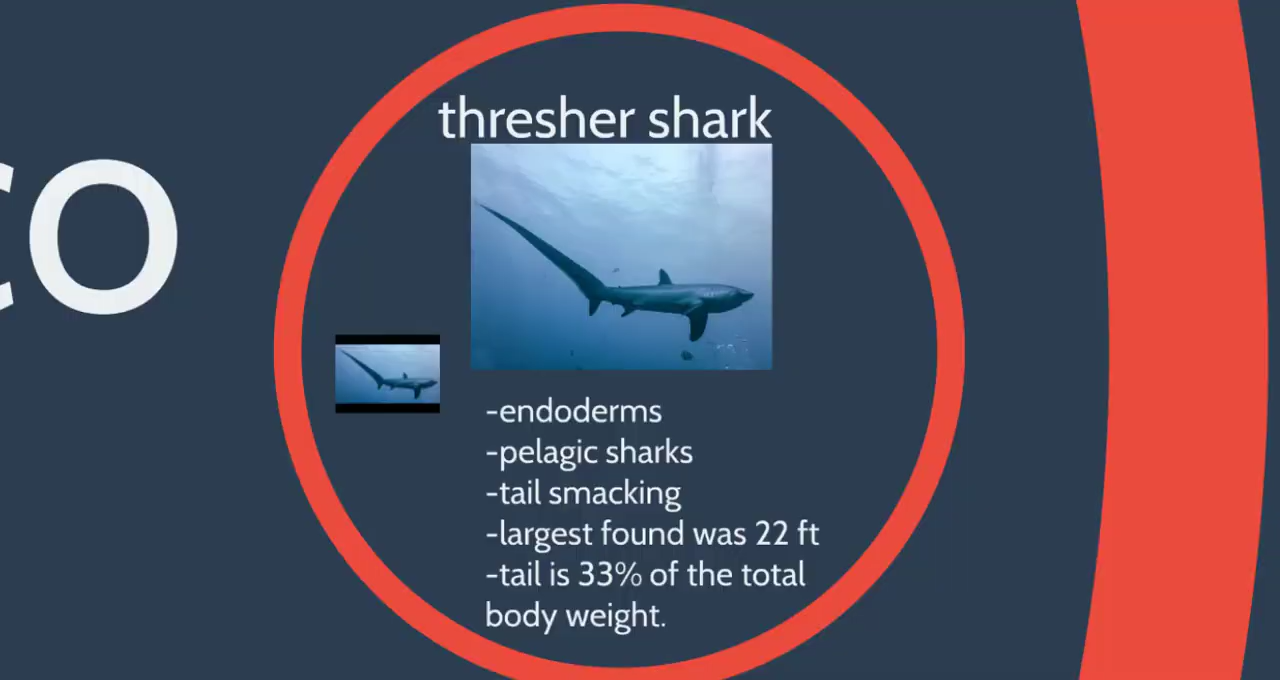 co
thresher shark
-endoderms
-pelagic sharks
-tail smacking
-largest found was 22 ft
-tail is 33% of the total
body weight.